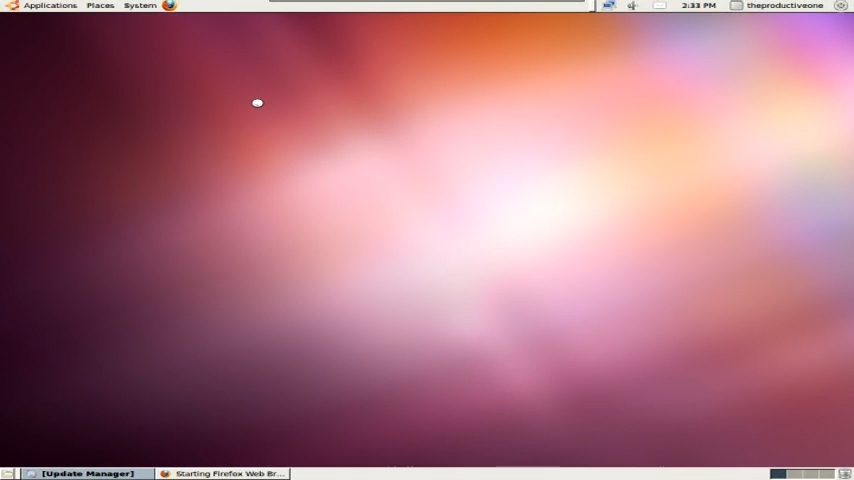 Applications Places System 2:33 PM theproductiveone
[Update Manager] Starting Firefox Web Br...